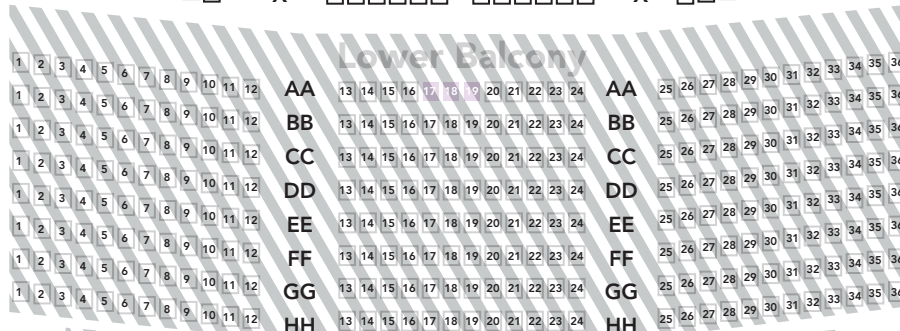 Lower Balcony
1 2 3 4 5 6 7 8 9 10 11 12 AA 13 14 15 16 17 18 19 20 21 22 23 24 AA 25 26 27 28 29 30 31 32 33 34 35 36
1 2 3 4 5 6 7 8 9 10 11 12 BB 13 14 15 16 17 18 19 20 21 22 23 24 BB 25 26 27 28 29 30 31 32 33 34 35 36
1 2 3 4 5 6 7 8 9 10 11 12 CC 13 14 15 16 17 18 19 20 21 22 23 24 CC 25 26 27 28 29 30 31 32 33 34 35 36
1 2 3 4 5 6 7 8 9 10 11 12 DD 13 14 15 16 17 18 19 20 21 22 23 24 DD 25 26 27 28 29 30 31 32 33 34 35 36
1 2 3 4 5 6 7 8 9 10 11 12 EE 13 14 15 16 17 18 19 20 21 22 23 24 EE 25 26 27 28 29 30 31 32 33 34 35 36
1 2 3 4 5 6 7 8 9 10 11 12 FF 13 14 15 16 17 18 19 20 21 22 23 24 FF 25 26 27 28 29 30 31 32 33 34 35 36
1 2 3 4 5 6 7 8 9 10 11 12 GG 13 14 15 16 17 18 19 20 21 22 23 24 GG 25 26 27 28 29 30 31 32 33 34 35 36
1 2 3 4 5 6 7 8 9 10 11 12 HH 13 14 15 16 17 18 19 20 21 22 23 24 HH 25 26 27 28 29 30 31 32 33 34 35 36